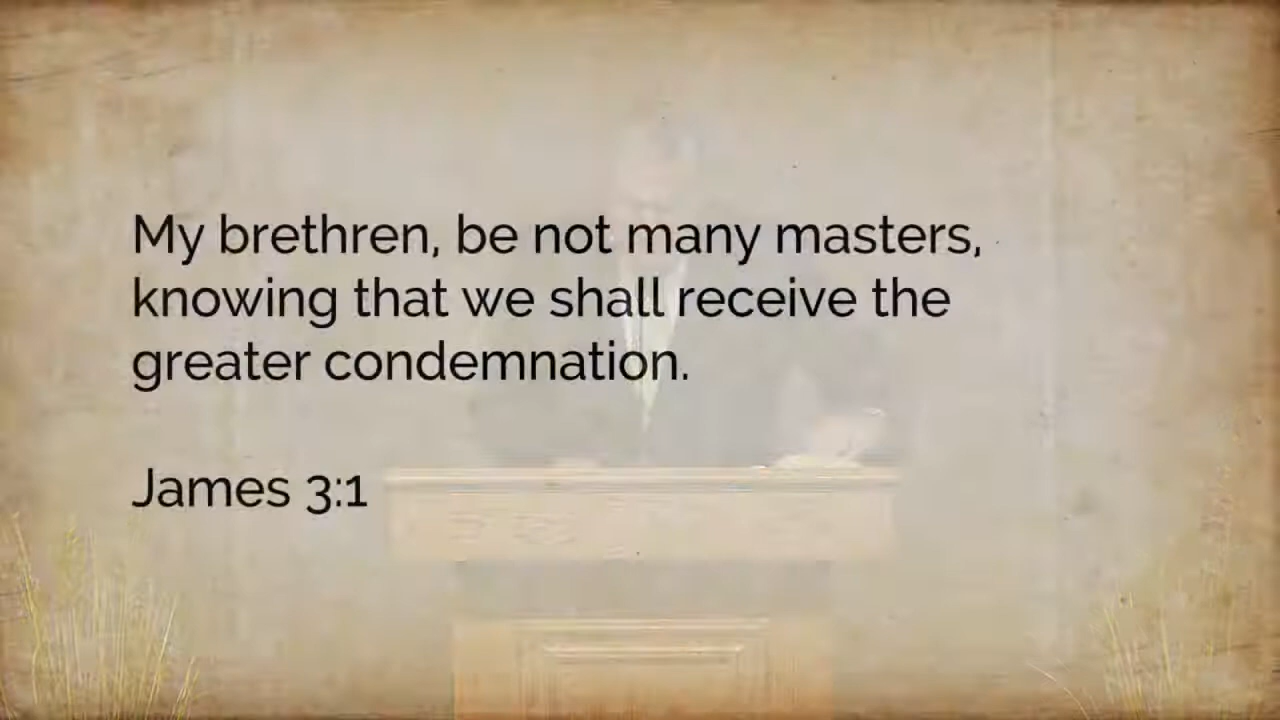 My brethren, be not many masters,
knowing that we shall receive the
greater condemnation.
James 3:1